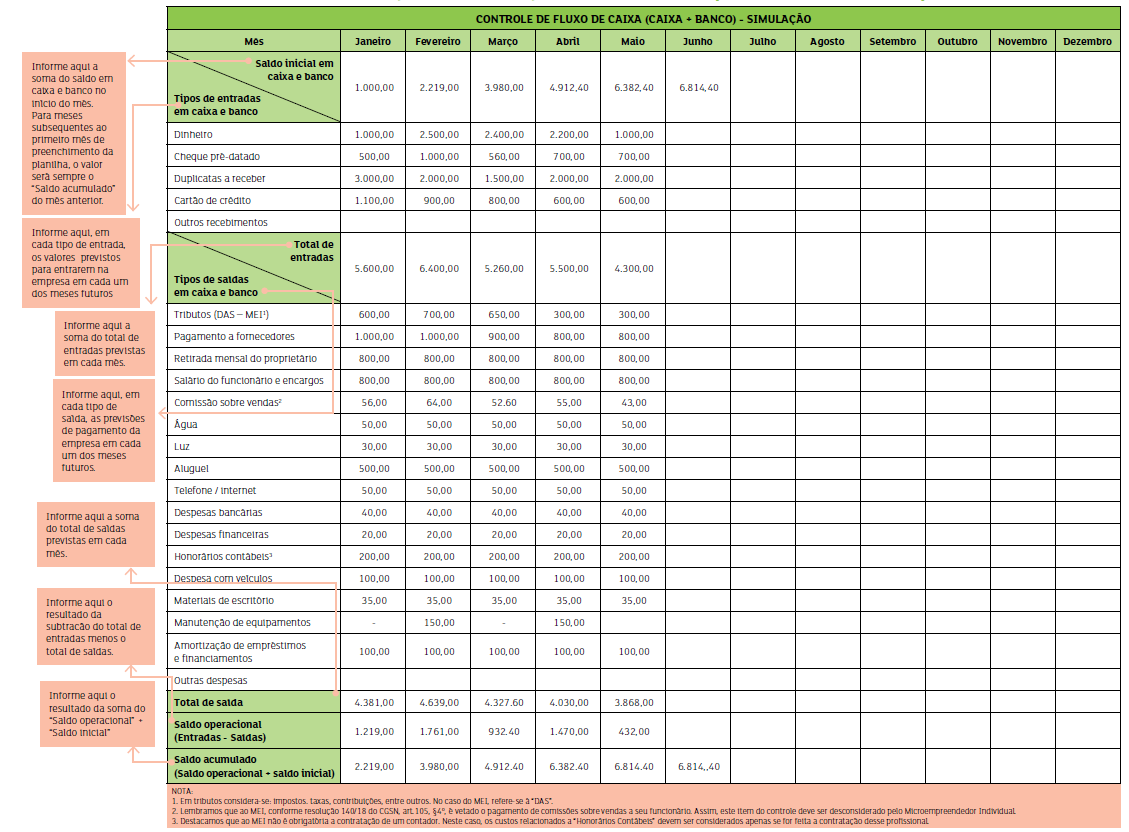 CONTROLE DE FLUXO DE CAIXA (CAIXA + BANCO) - SIMULAÇÃO
Mês Janeiro Fevereiro Março Abril Maio Junho Julho Agosto Setembro Outubro Novembro Dezembro
Saldo inicial em
caixa e banco
Tipos de entradas
em caixa e banco
1.000,00 2.219,00 3.980,00 4.912,40 6.382,40 6.814,40
Dinheiro 1.000,00 2.500,00 2.400,00 2.200,00 1.000,00
Cheque pré-datado 500,00 1.000,00 560,00 700,00 700,00
Duplicatas a receber 3.000,00 2.000,00 1.500,00 2.000,00 2.000,00
Cartão de crédito 1.100,00 900,00 800,00 600,00 600,00
Outros recebimentos
Total de
entradas
Tipos de saídas
em caixa e banco
5.600,00 6.400,00 5.260,00 5.500,00 4.300,00
Tributos (DAS – MEI¹) 600,00 700,00 650,00 300,00 300,00
Pagamento a fornecedores 1.000,00 1.000,00 900,00 800,00 800,00
Retirada mensal do proprietário 800,00 800,00 800,00 800,00 800,00
Salário do funcionário e encargos 800,00 800,00 800,00 800,00 800,00
Comissão sobre vendas² 56,00 64,00 52.60 55,00 43,00
Água 50,00 50,00 50,00 50,00 50,00
Luz 30,00 30,00 30,00 30,00 30,00
Aluguel 500,00 500,00 500,00 500,00 500,00
Telefone / internet 50,00 50,00 50,00 50,00 50,00
Despesas bancárias 40,00 40,00 40,00 40,00 40,00
Despesas financeiras 20,00 20,00 20,00 20,00 20,00
Honorários contábeis³ 200,00 200,00 200,00 200,00 200,00
Despesa com veículos 100,00 100,00 100,00 100,00 100,00
Materiais de escritório 35,00 35,00 35,00 35,00 35,00
Manutenção de equipamentos - 150,00 - 150,00
Amortização de empréstimos
e financiamentos
100,00 100,00 100,00 100,00 100,00
Outras despesas
Total de saída 4.381,00 4.639,00 4.327.60 4.030,00 3.868,00
Saldo operacional
(Entradas - Saídas)
1.219,00 1.761,00 932.40 1.470,00 432,00
Saldo acumulado
(Saldo operacional + saldo inicial)
2.219,00 3.980,00 4.912.40 6.382.40 6.814.40 6.814,.40
NOTA:
1. Em tributos considera-se: impostos. taxas, contribuições, entre outros. No caso do MEI, refere-se à "DAS".
2. Lembramos que ao MEI, conforme resolução 140/18 do CGSN, art. 105, §4º, é vetado o pagamento de comissões sobre vendas a seu funcionário. Assim, este item do controle deve ser desconsiderado pelo Microempreendedor Individual.
3. Destacamos que ao MEI não é obrigatória a contratação de um contador. Neste caso, os custos relacionados a "Honorários Contábeis" devem ser considerados apenas se for feita a contratação desse profissional.
Informe aqui a
soma do saldo em
caixa e banco no
início do mês.
Para meses
subsequentes ao
primeiro mês de
preenchimento da
planilha, o valor
será sempre o
"Saldo acumulado"
do mês anterior.
Informe aqui, em
cada tipo de entrada,
os valores previstos
para entrarem na
empresa em cada um
dos meses futuros
Informe aqui a
soma do total de
entradas previstas
em cada mês.
Informe aqui, em
cada tipo de
saída, as previsões
de pagamento da
empresa em cada
um dos meses
futuros.
Informe aqui a soma
do total de saídas
previstas em cada
mês.
Informe aqui o
resultado da
subtração do total de
entradas menos o
total de saídas.
Informe aqui o
resultado da soma do
"Saldo operacional" +
"Saldo inicial"